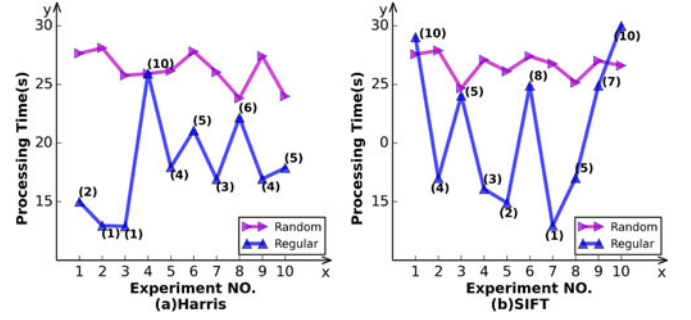 y
30
25
20
15
Processing Time(s)
(2)
(1)
(1)
(10)
(4)
(5)
(3)
(6)
(4)
(5)
Random
Regular
1 2 3 4 5 6 7 8 9 10 x
Experiment NO.
(a)Harris
y
30
25
0
15
Processing Time(s)
(10)
(4)
(5)
(3)
(2)
(8)
(1)
(5)
(7)
(10)
Random
Regular
1 2 3 4 5 6 7 8 9 10 x
Experiment NO.
(b)SIFT